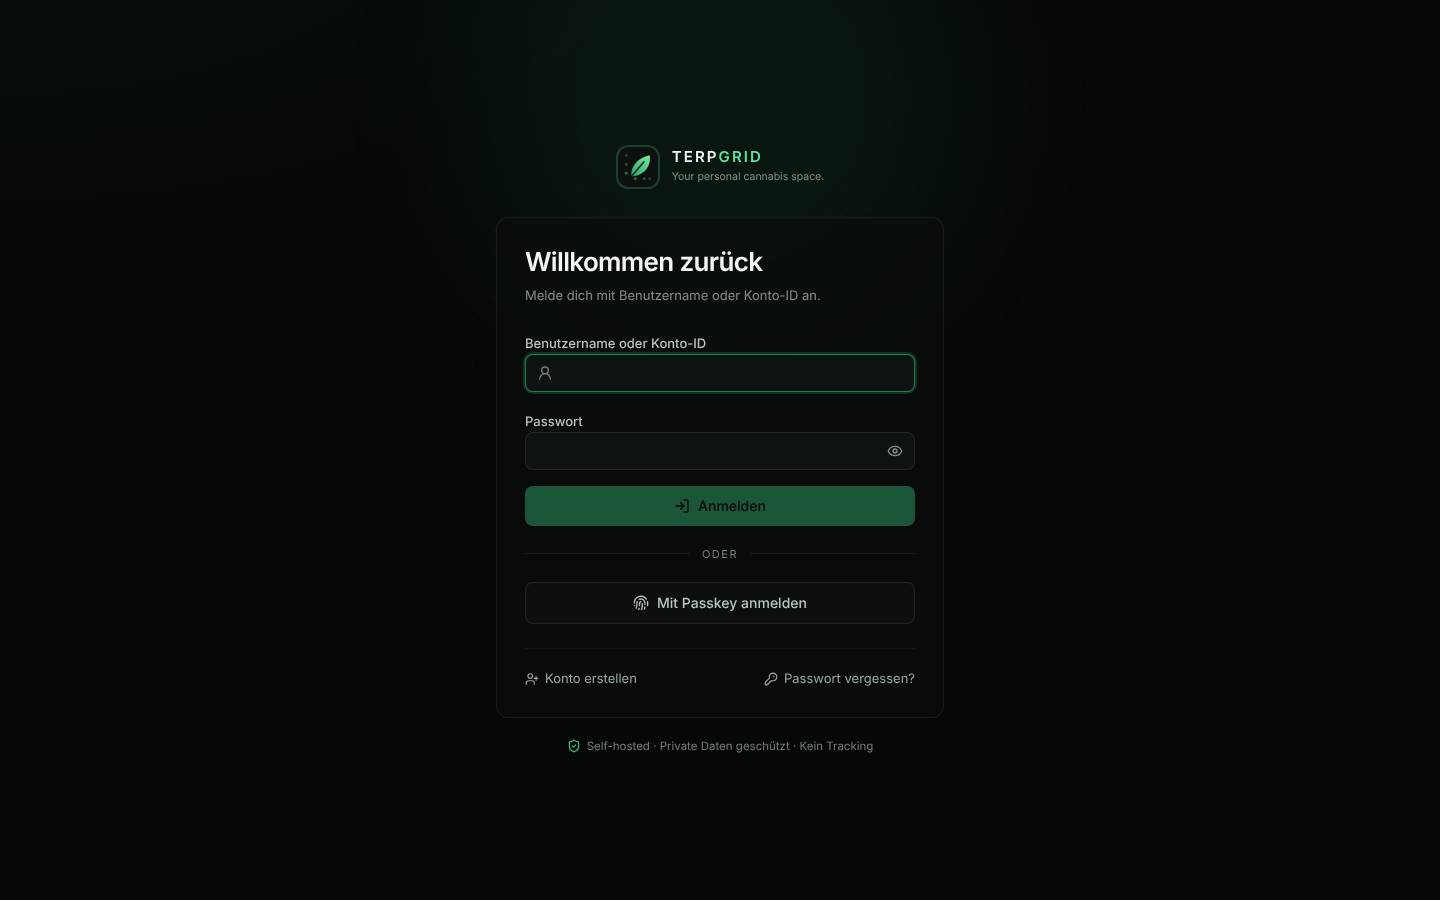 TERPGRID
Your personal cannabis space.
Willkommen zurück
Melde dich mit Benutzername oder Konto-ID an.
Benutzername oder Konto-ID
Passwort
Anmelden
ODER
Mit Passkey anmelden
Konto erstellen
Passwort vergessen?
Self-hosted · Private Daten geschützt · Kein Tracking